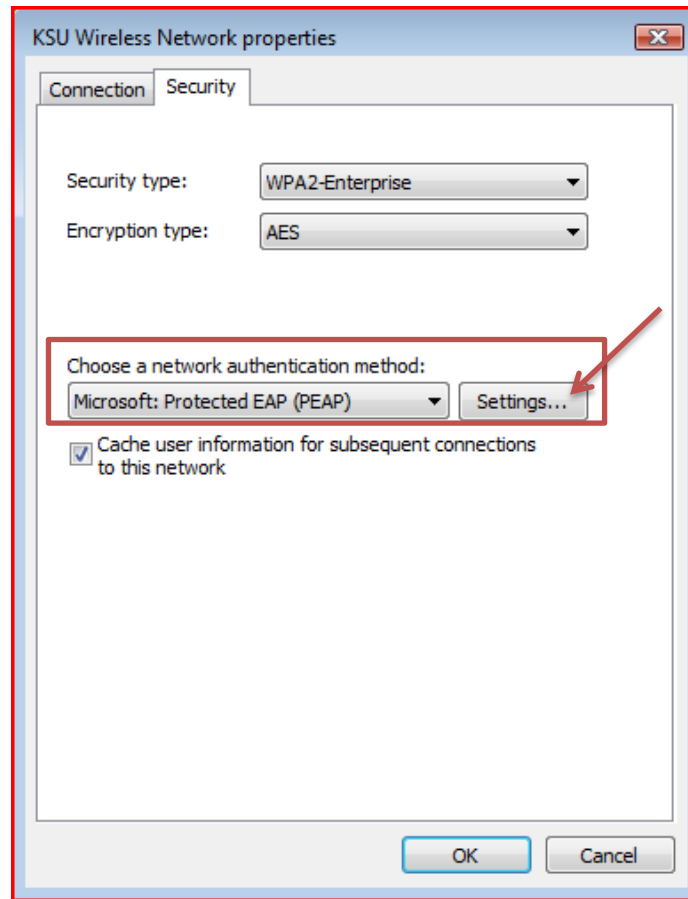 KSU Wireless Network properties
Connection
Security
Security type:
WPA2-Enterprise
Encryption type:
AES
Choose a network authentication method:
Microsoft: Protected EAP (PEAP)
Settings...
Cache user information for subsequent connections
to this network
OK
Cancel